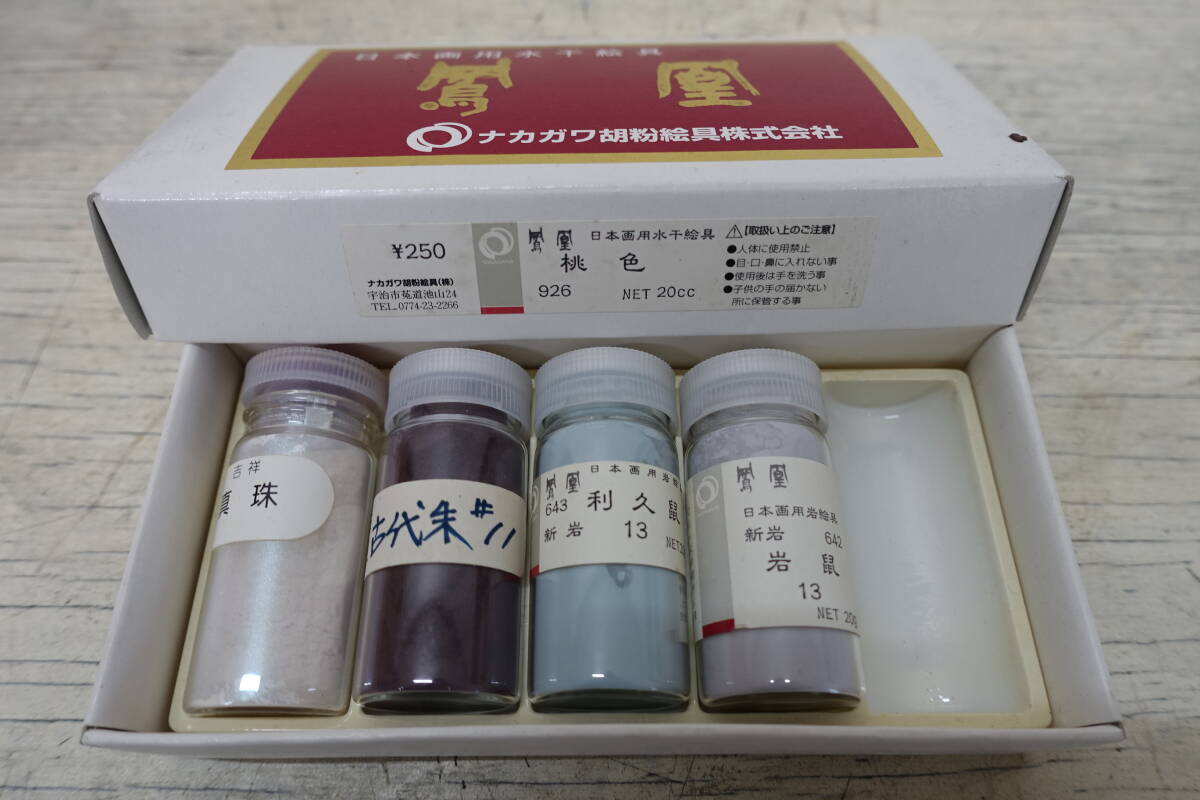 日本画用水干絵具
鳳凰
ナカガワ胡粉絵具株式会社
¥250
ナカガワ胡粉絵具(株)
宇治市菟道池山24
TEL.0774-23-2266
鳳凰 日本画用水干絵具
桃色
926 NET 20cc
⚠【取扱い上のご注意】
●人体に使用禁止
●目・口・鼻に入れない事
●使用後は手を洗う事
●子供の手の届かない
所に保管する事
吉祥
真珠
古代朱#11
鳳凰 日本画用岩
643 利久鼠
新岩 13
NET
鳳凰
日本画用岩絵具
新岩 642
岩鼠
13
NET 20g